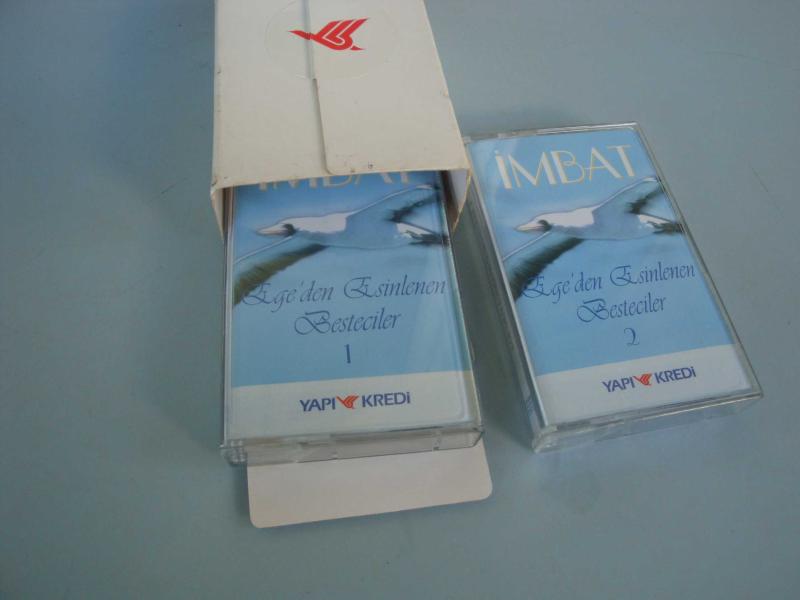 İMBAT
Ege'den Esinlenen
Besteciler
1
YAPI KREDİ
İMBAT
Ege'den Esinlenen
Besteciler
2
YAPI KREDİ